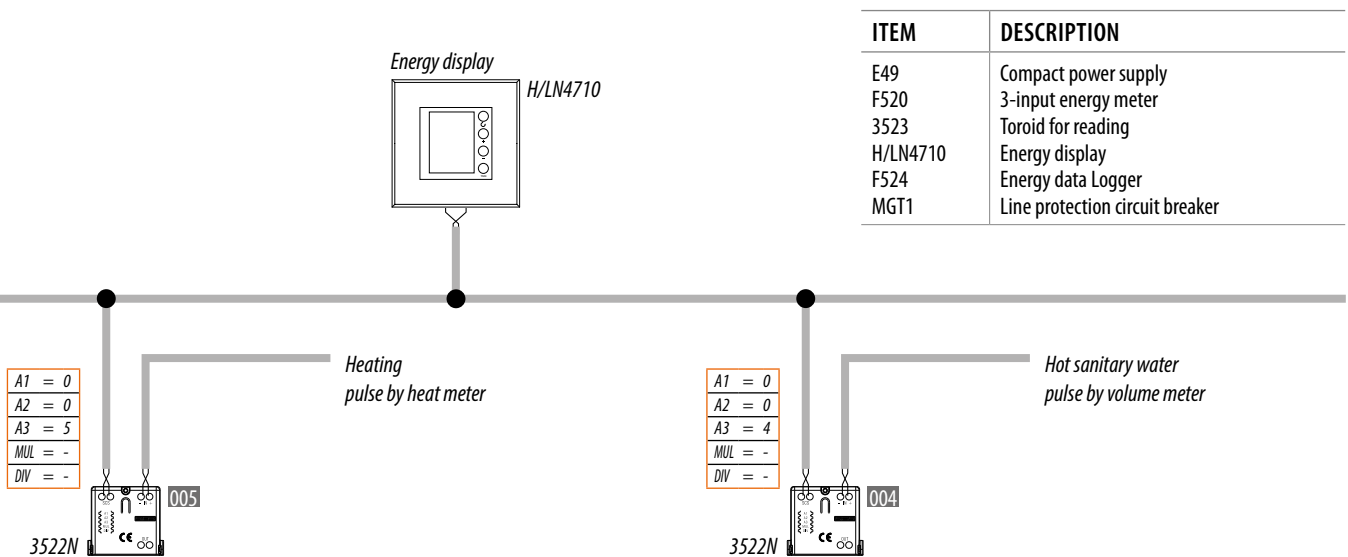 ITEM DESCRIPTION
E49 Compact power supply
F520 3-input energy meter
3523 Toroid for reading
H/LN4710 Energy display
F524 Energy data Logger
MGT1 Line protection circuit breaker
Energy display
H/LN4710
Heating
pulse by heat meter
A1 = 0
A2 = 0
A3 = 5
MUL = -
DIV = -
005
3522N
Hot sanitary water
pulse by volume meter
A1 = 0
A2 = 0
A3 = 4
MUL = -
DIV = -
004
3522N